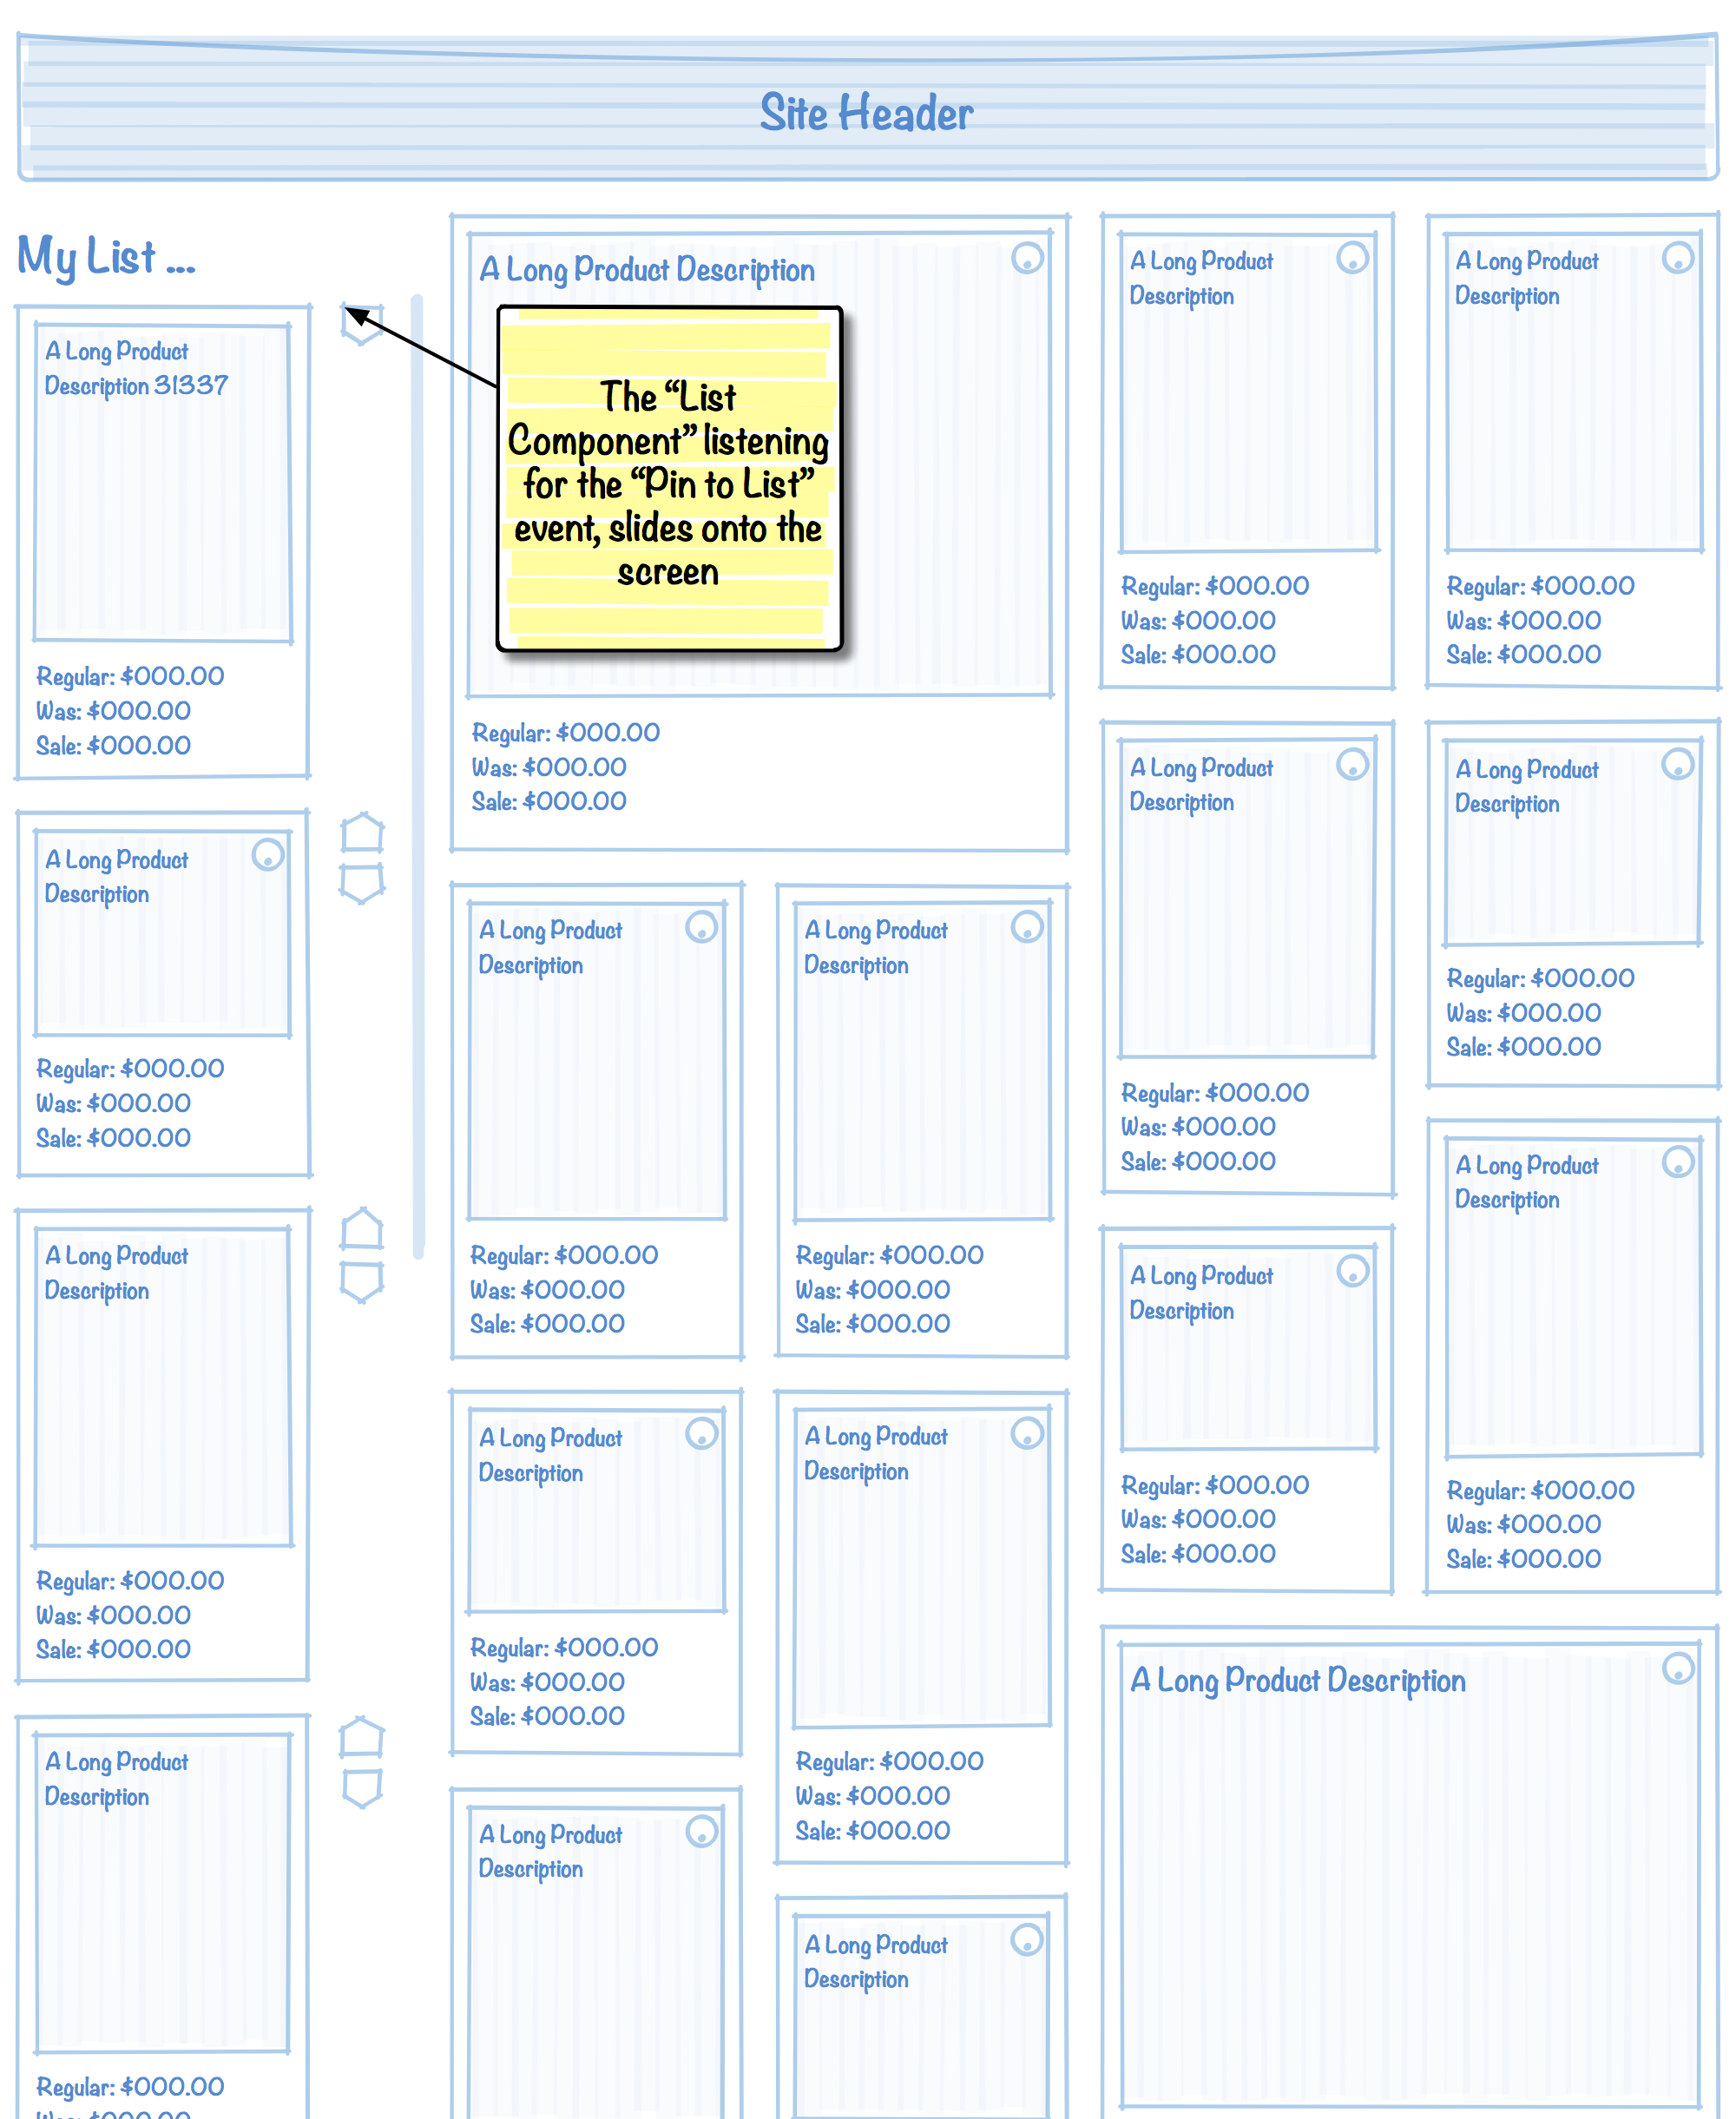 Site Header
My List ...
A Long Product
Description 31337
Regular: $000.00
Was: $000.00
Sale: $000.00
A Long Product
Description
Regular: $000.00
Was: $000.00
Sale: $000.00
A Long Product
Description
Regular: $000.00
Was: $000.00
Sale: $000.00
A Long Product
Description
Regular: $000.00
Was: $000.00
A Long Product Description
The “List
Component” listening
for the “Pin to List”
event, slides onto the
screen
Regular: $000.00
Was: $000.00
Sale: $000.00
A Long Product
Description
Regular: $000.00
Was: $000.00
Sale: $000.00
A Long Product
Description
Regular: $000.00
Was: $000.00
Sale: $000.00
A Long Product
Description
A Long Product
Description
Regular: $000.00
Was: $000.00
Sale: $000.00
A Long Product
Description
Regular: $000.00
Was: $000.00
Sale: $000.00
A Long Product
Description
A Long Product
Description
Regular: $000.00
Was: $000.00
Sale: $000.00
A Long Product
Description
Regular: $000.00
Was: $000.00
Sale: $000.00
A Long Product
Description
Regular: $000.00
Was: $000.00
Sale: $000.00
A Long Product
Description
Regular: $000.00
Was: $000.00
Sale: $000.00
A Long Product
Description
Regular: $000.00
Was: $000.00
Sale: $000.00
A Long Product
Description
Regular: $000.00
Was: $000.00
Sale: $000.00
A Long Product Description